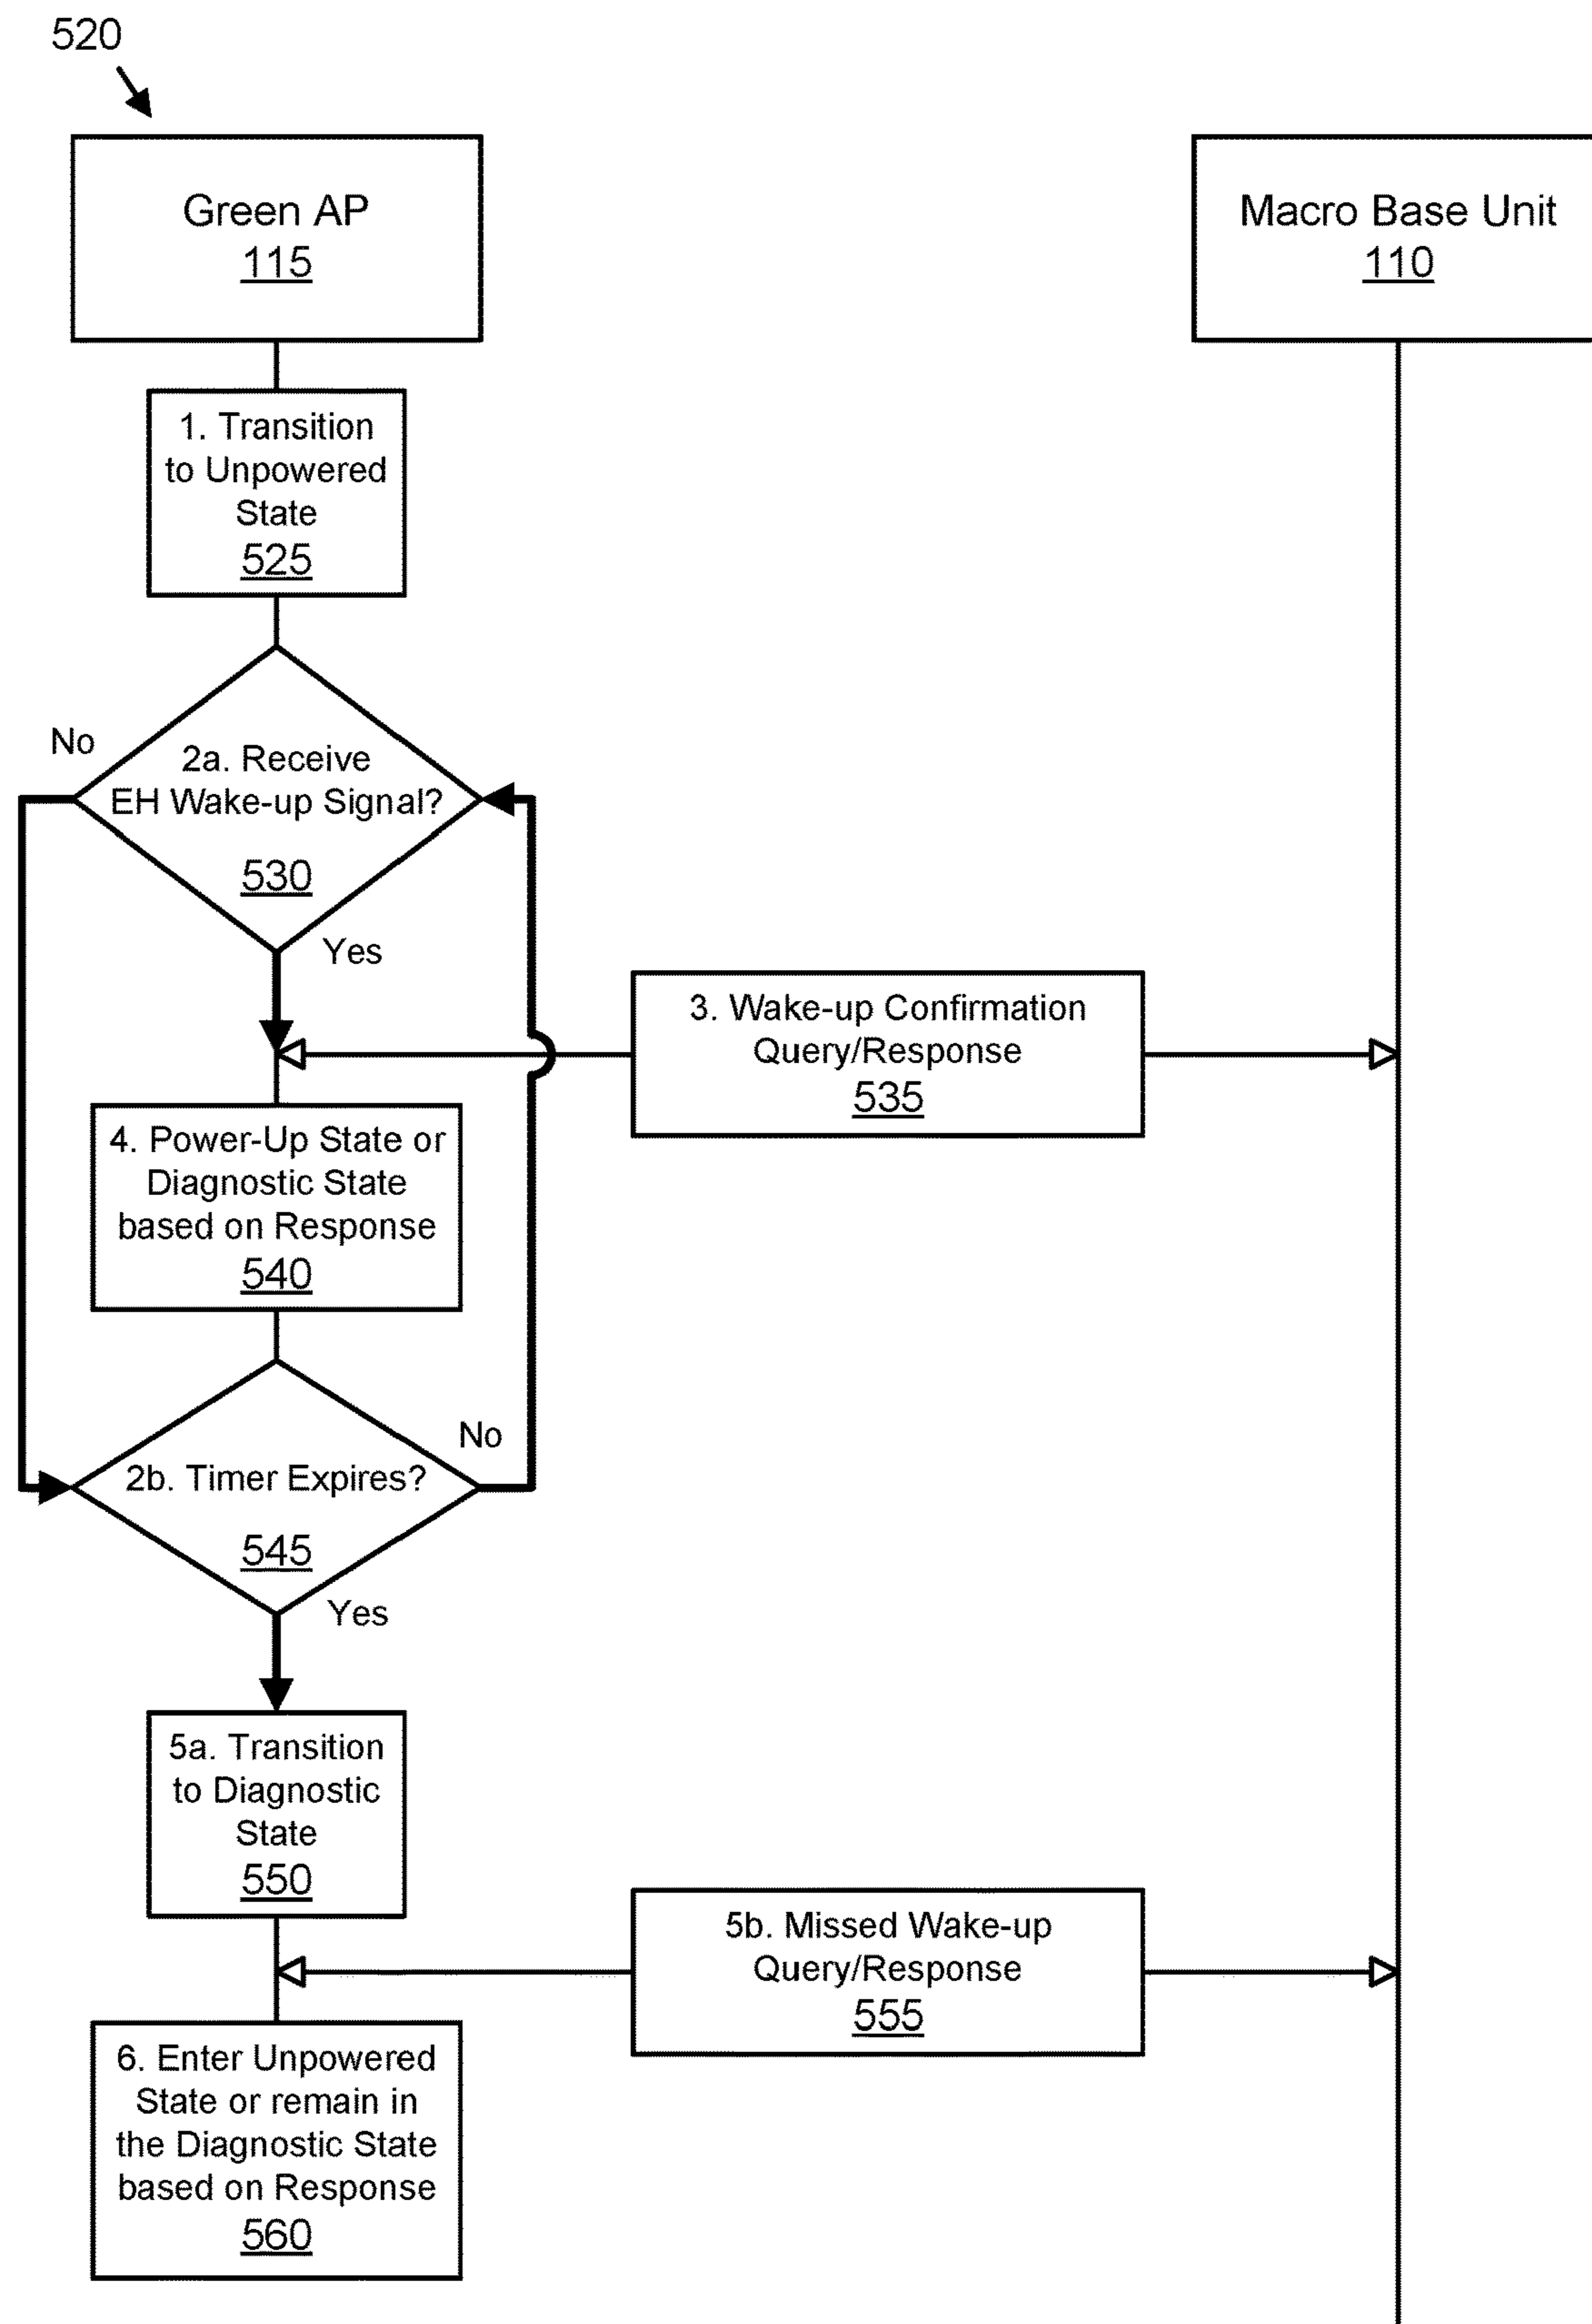 520
Green AP
115
Macro Base Unit
110
1. Transition
to Unpowered
State
525
No
2a. Receive
EH Wake-up Signal?
530
Yes
3. Wake-up Confirmation
Query/Response
535
4. Power-Up State or
Diagnostic State
based on Response
540
No
2b. Timer Expires?
545
Yes
5a. Transition
to Diagnostic
State
550
5b. Missed Wake-up
Query/Response
555
6. Enter Unpowered
State or remain in
the Diagnostic State
based on Response
560